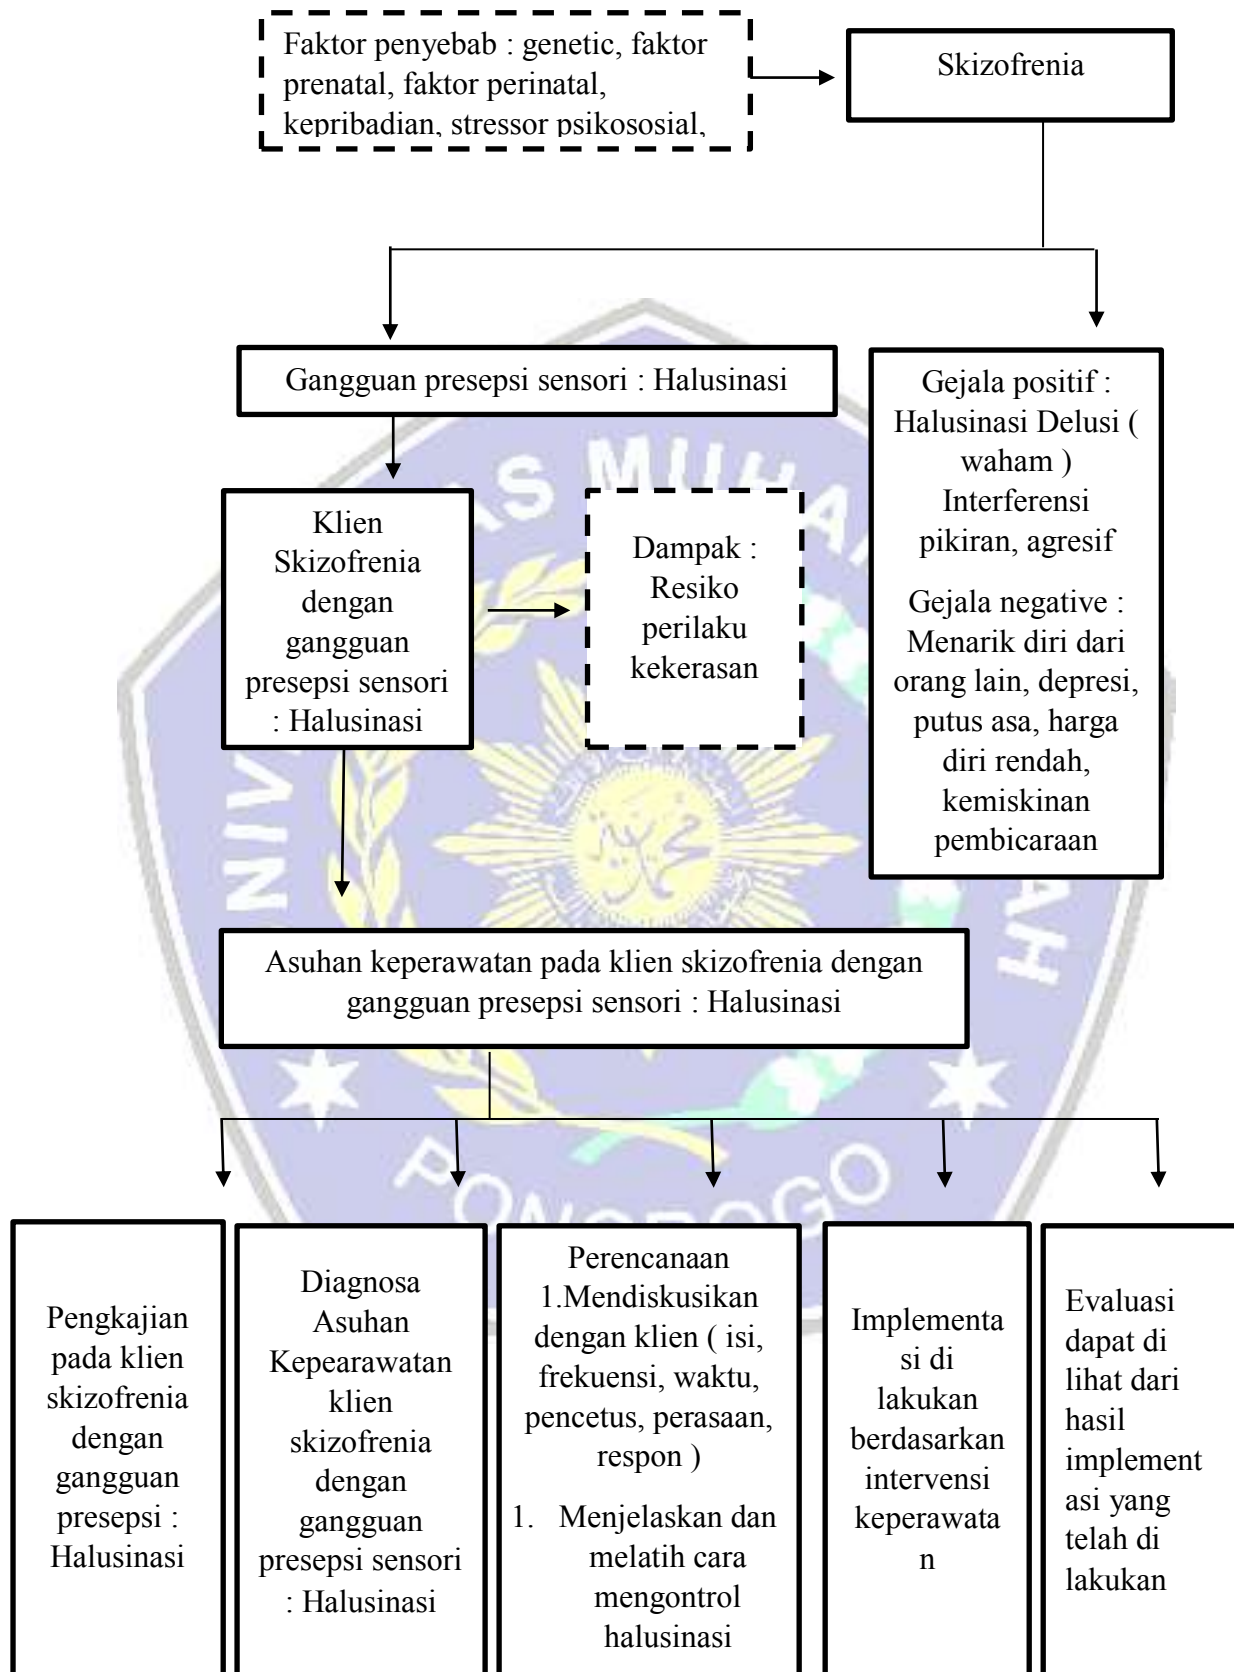 Faktor penyebab : genetic, faktor
prenatal, faktor perinatal,
kepribadian, stressor psikososial,
Skizofrenia
Gangguan presepsi sensori : Halusinasi
Gejala positif :
Halusinasi Delusi (
waham )
Interferensi
pikiran, agresif
Gejala negative :
Menarik diri dari
orang lain, depresi,
putus asa, harga
diri rendah,
kemiskinan
pembicaraan
Klien
Skizofrenia
dengan
gangguan
presepsi sensori
: Halusinasi
Dampak :
Resiko
perilaku
kekerasan
Asuhan keperawatan pada klien skizofrenia dengan
gangguan presepsi sensori : Halusinasi
Pengkajian
pada klien
skizofrenia
dengan
gangguan
presepsi :
Halusinasi
Diagnosa
Asuhan
Kepearawatan
klien
skizofrenia
dengan
gangguan
presepsi sensori
: Halusinasi
Perencanaan
1.Mendiskusikan
dengan klien ( isi,
frekuensi, waktu,
pencetus, perasaan,
respon )
1. Menjelaskan dan
melatih cara
mengontrol
halusinasi
Implementa
si di
lakukan
berdasarkan
intervensi
keperawata
n
Evaluasi
dapat di
lihat dari
hasil
implement
asi yang
telah di
lakukan
PONOROGO